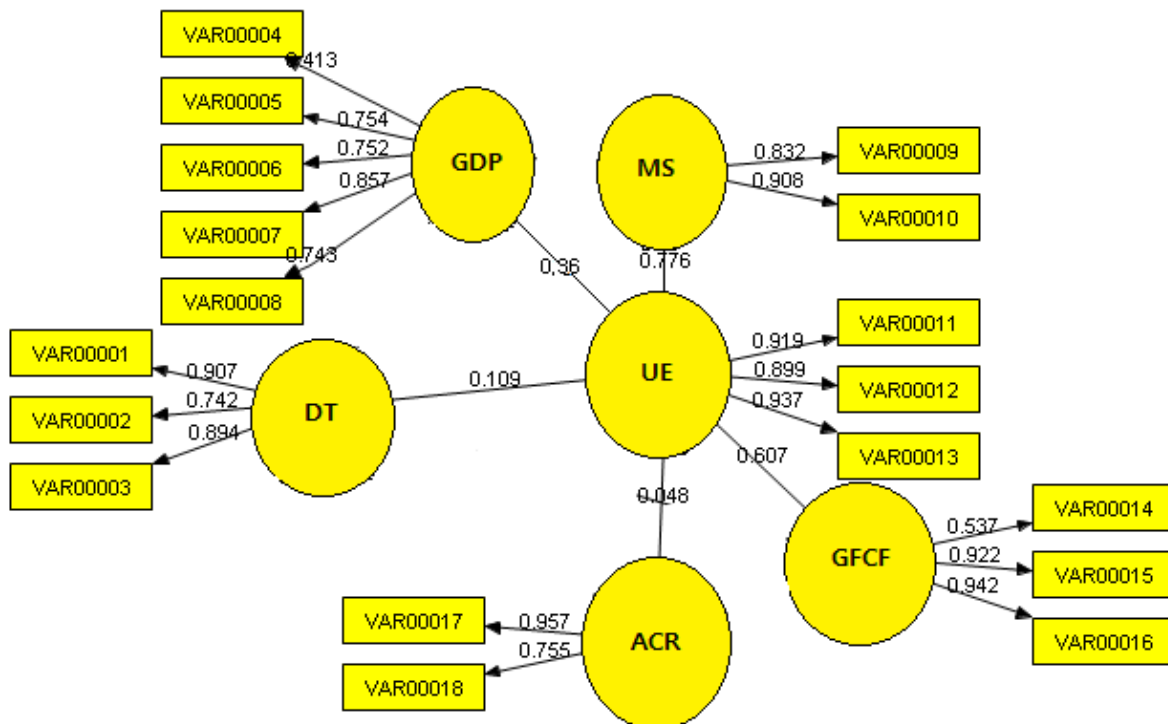 VAR00004
0.413
VAR00005
0.754
VAR00006
0.752
VAR00007
0.857
VAR00008
0.743
GDP
MS
0.832
VAR00009
0.908
VAR00010
0,36
0.776
VAR00001
0.907
VAR00002
0.742
VAR00003
0.894
DT
0.109
UE
0.919
VAR00011
0.899
VAR00012
0.937
VAR00013
0.607
0.048
GFCF
0.537
VAR00014
0.922
VAR00015
0.942
VAR00016
VAR00017
0.957
VAR00018
0.755
ACR